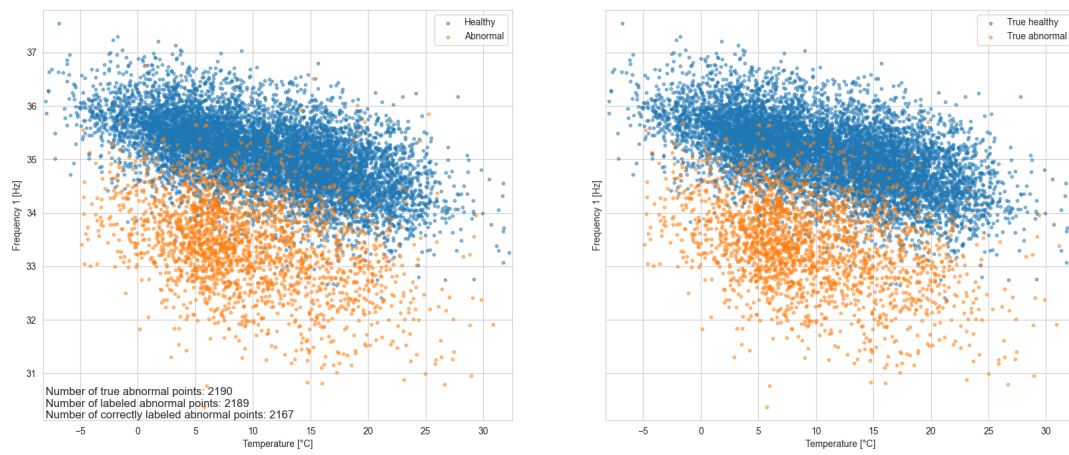 Healthy
Abnormal
37
36
35
34
33
32
31
Frequency 1 [Hz]
Number of true abnormal points: 2190
Number of labeled abnormal points: 2189
Number of correctly labeled abnormal points: 2167
−5 0 5 10 15 20 25 30
Temperature [°C]
True healthy
True abnormal
Frequency 1 [Hz]
−5 0 5 10 15 20 25 30
Temperature [°C]